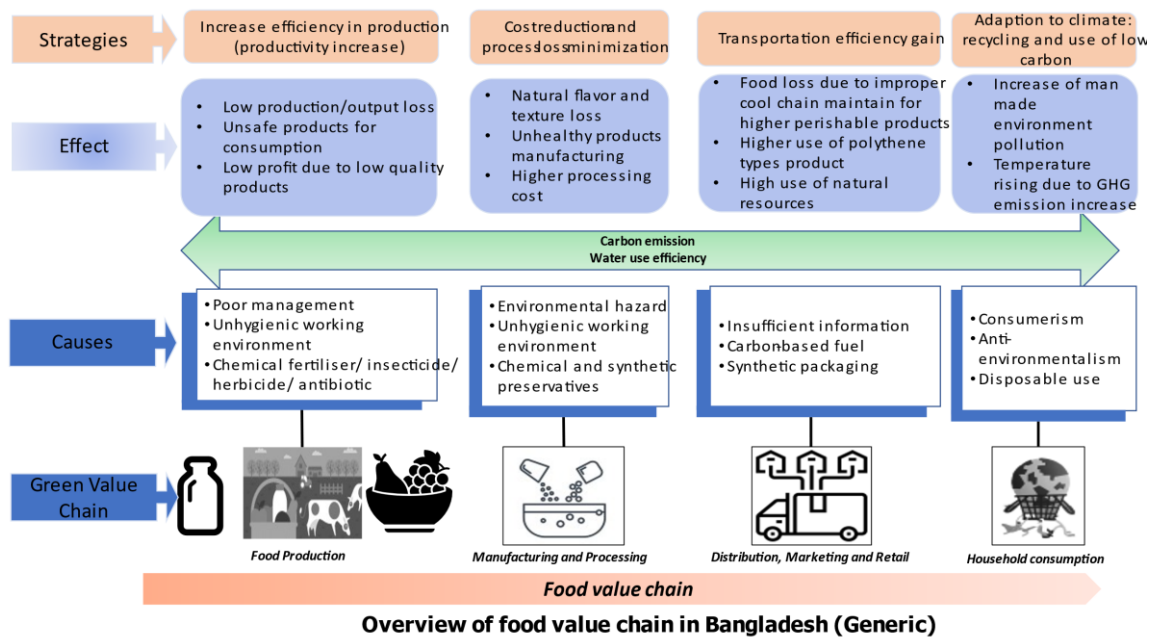 Strategies
Increase efficiency in production
(productivity increase)
Cost reduction and
process loss minimization
Transportation efficiency gain
Adaption to climate:
recycling and use of low
carbon
Effect
• Low production/output loss
• Unsafe products for
consumption
• Low profit due to low quality
products
• Natural flavor and
texture loss
• Unhealthy products
manufacturing
• Higher processing
cost
• Food loss due to improper
cool chain maintain for
higher perishable products
• Higher use of polythene
types product
• High use of natural
resources
• Increase of man
made
environment
pollution
• Temperature
rising due to GHG
emission increase
Carbon emission
Water use efficiency
Causes
• Poor management
• Unhygienic working
environment
• Chemical fertiliser/ insecticide/
herbicide/ antibiotic
• Environmental hazard
• Unhygienic working
environment
• Chemical and synthetic
preservatives
• Insufficient information
• Carbon-based fuel
• Synthetic packaging
• Consumerism
• Anti-
environmentalism
• Disposable use
Green Value
Chain
Food Production
Manufacturing and Processing
Distribution, Marketing and Retail
Household consumption
Food value chain
Overview of food value chain in Bangladesh (Generic)